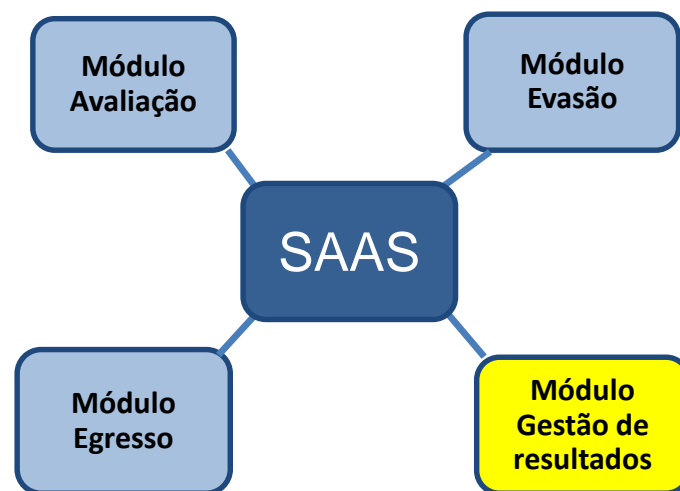 Módulo
Avaliação
Módulo
Evasão
SAAS
Módulo
Egresso
Módulo
Gestão de
resultados